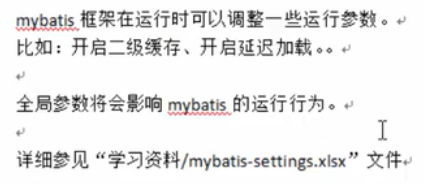 mybatis 框架在运行时可以调整一些运行参数。
比如：开启二级缓存、开启延迟加载。。
全局参数将会影响 mybatis 的运行行为。
详细参见“学习资料/mybatis-settings.xlsx”文件